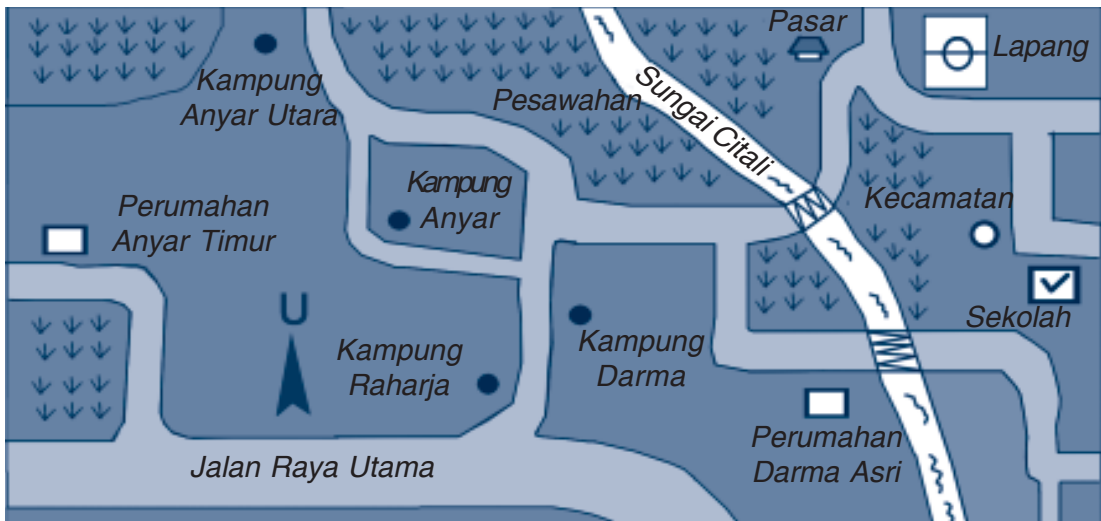 Pasar
Lapang
Kampung
Anyar Utara
Pesawahan
Sungai Citali
Kampung
Anyar
Kecamatan
Perumahan
Anyar Timur
U
Sekolah
Kampung
Raharja
Kampung
Darma
Perumahan
Darma Asri
Jalan Raya Utama